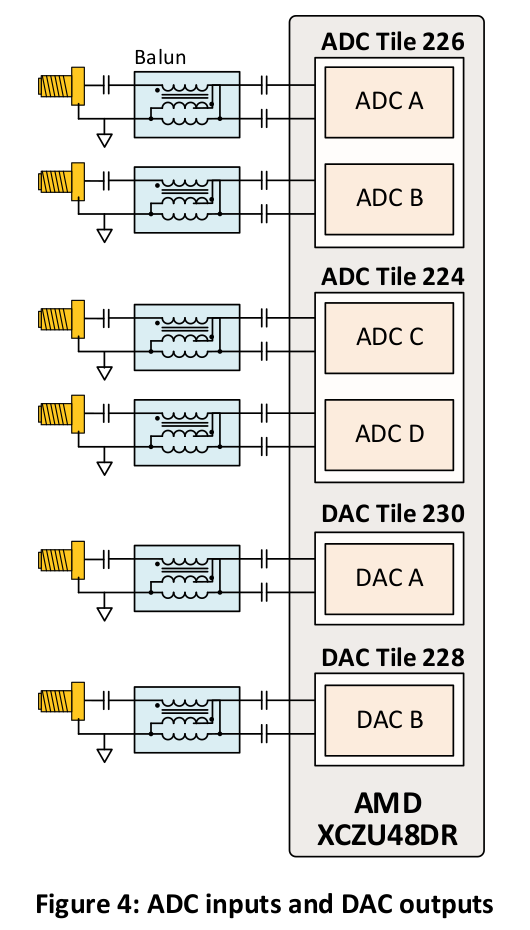 ADC Tile 226
Balun
ADC A
ADC B
ADC Tile 224
ADC C
ADC D
DAC Tile 230
DAC A
DAC Tile 228
DAC B
AMD
XCZU48DR
Figure 4: ADC inputs and DAC outputs